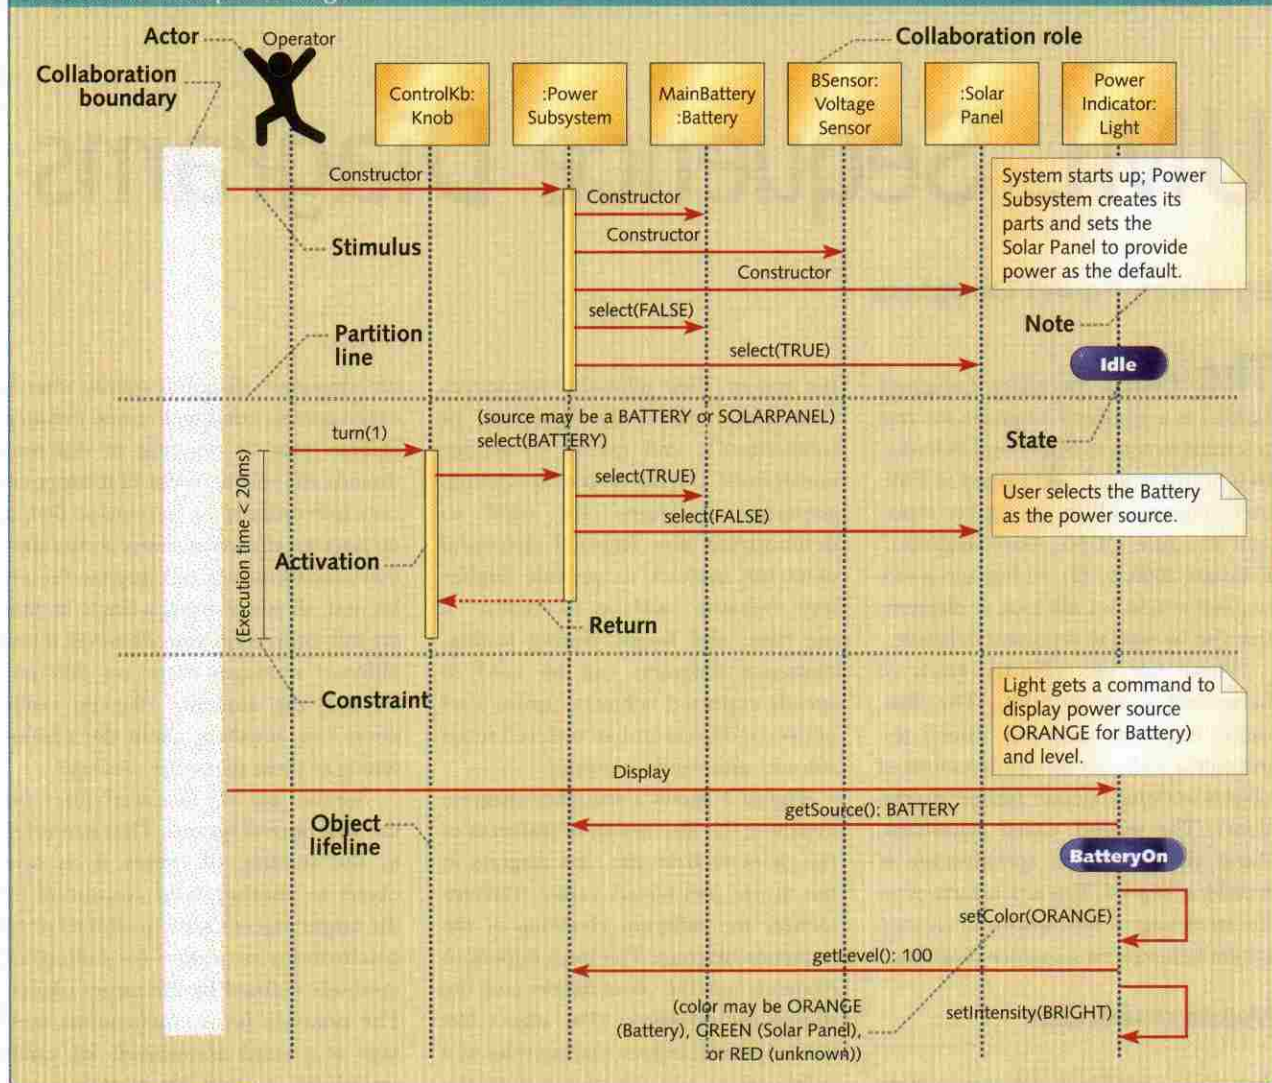 Actor
Operator
Collaboration role
Collaboration
boundary
ControlKb:
Knob
:Power
Subsystem
MainBattery
:Battery
BSensor:
Voltage
Sensor
:Solar
Panel
Power
Indicator:
Light
Constructor
Constructor
Constructor
Constructor
Stimulus
System starts up; Power
Subsystem creates its
parts and sets the
Solar Panel to provide
power as the default.
select(FALSE)
Note
Partition
line
select(TRUE)
Idle
(source may be a BATTERY or SOLARPANEL)
turn(1)
select(BATTERY)
State
select(TRUE)
select(FALSE)
User selects the Battery
as the power source.
(Execution time < 20ms)
Activation
Return
Constraint
Light gets a command to
display power source
(ORANGE for Battery)
and level.
Display
getSource(): BATTERY
Object
lifeline
BatteryOn
setColor(ORANGE)
getLevel(): 100
(color may be ORANGE
(Battery), GREEN (Solar Panel),
or RED (unknown))
setIntensity(BRIGHT)